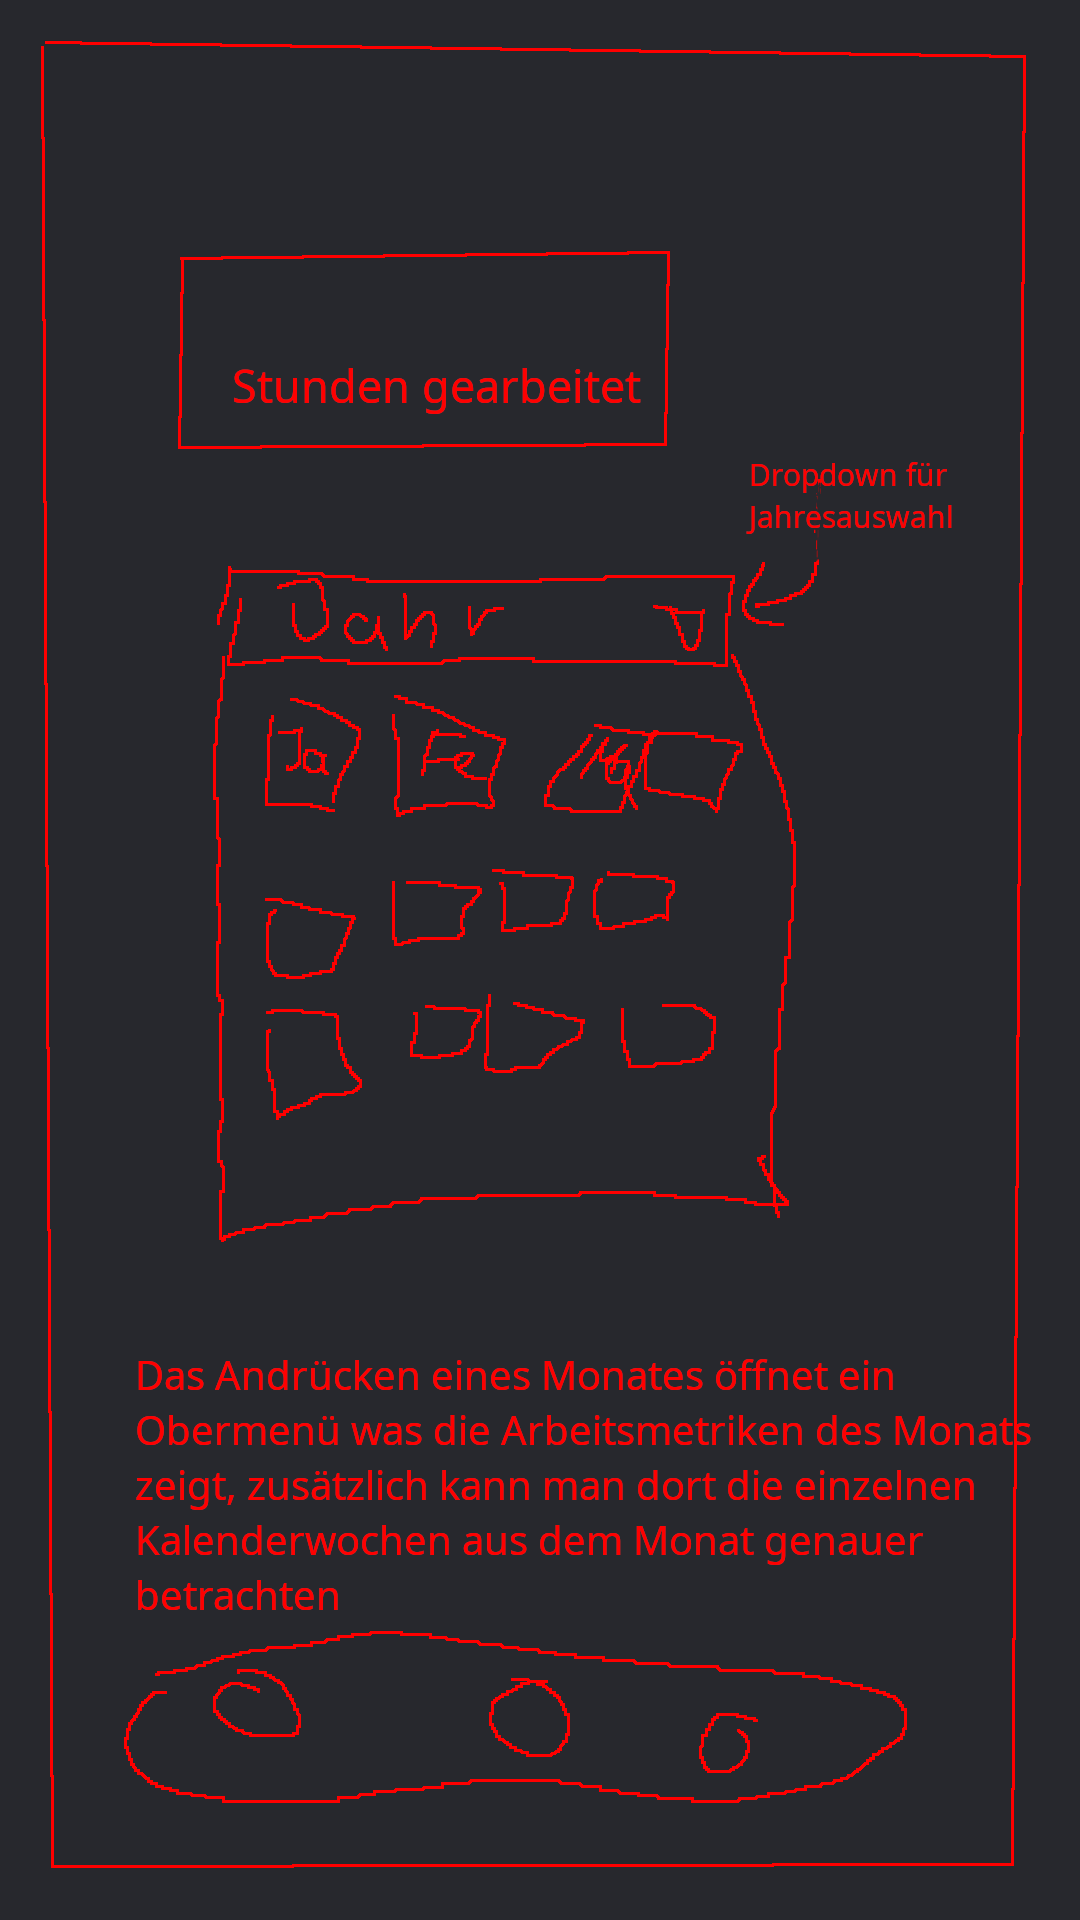 Stunden gearbeitet
Dropdown für
Jahresauswahl
Jahr
Ja Fe Mä
Das Andrücken eines Monates öffnet ein
Obermenü was die Arbeitsmetriken des Monats
zeigt, zusätzlich kann man dort die einzelnen
Kalenderwochen aus dem Monat genauer
betrachten